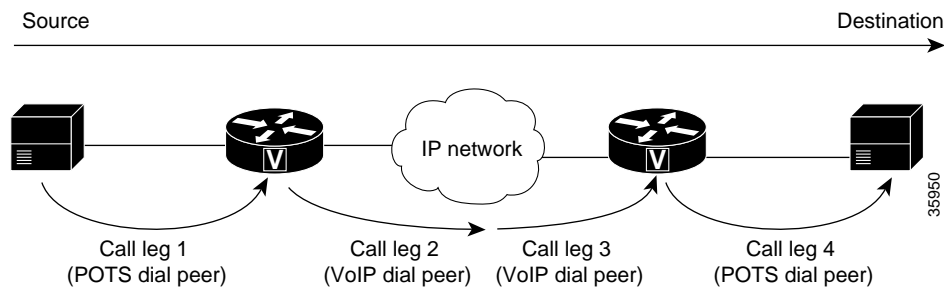 Source
Destination
V
IP network
V
35950
Call leg 1
(POTS dial peer)
Call leg 2
(VoIP dial peer)
Call leg 3
(VoIP dial peer)
Call leg 4
(POTS dial peer)